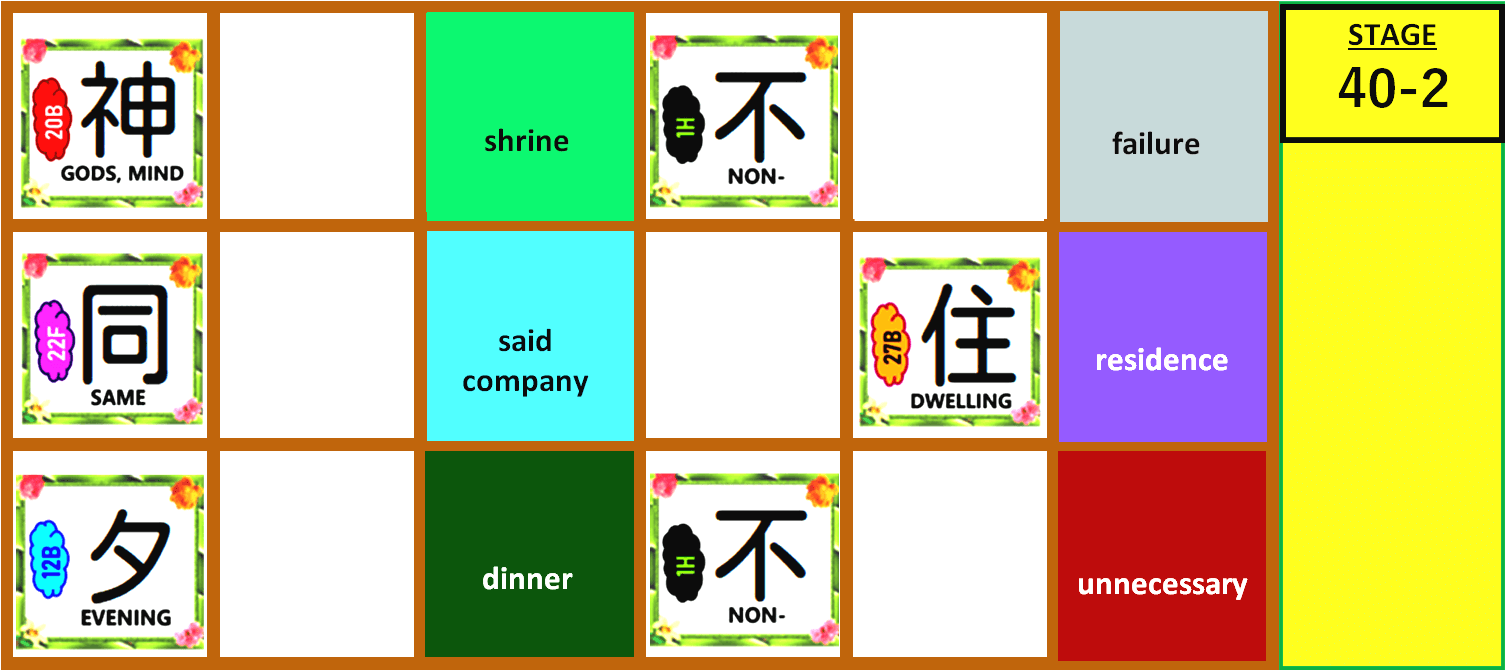 20B
神
GODS, MIND
shrine
1H
不
NON-
failure
STAGE
40-2
22F
同
SAME
said
company
27B
住
DWELLING
residence
12B
夕
EVENING
dinner
1H
不
NON-
unnecessary